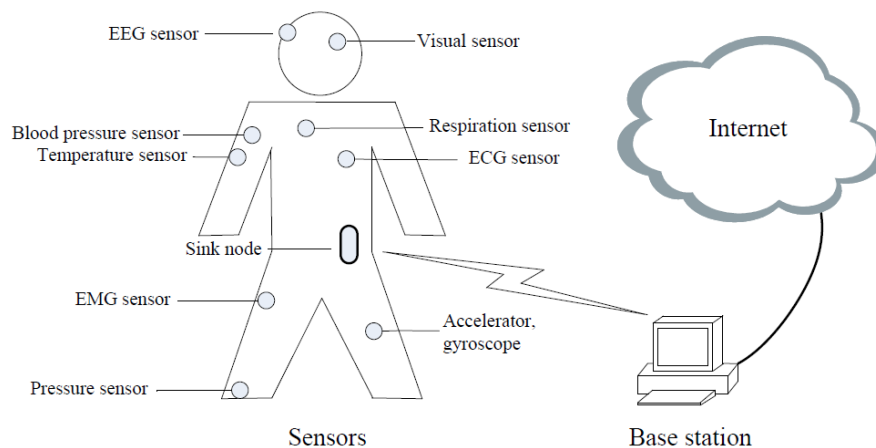 EEG sensor
Visual sensor
Internet
Blood pressure sensor
Respiration sensor
Temperature sensor
ECG sensor
Sink node
EMG sensor
Accelerator,
gyroscope
Pressure sensor
Sensors
Base station